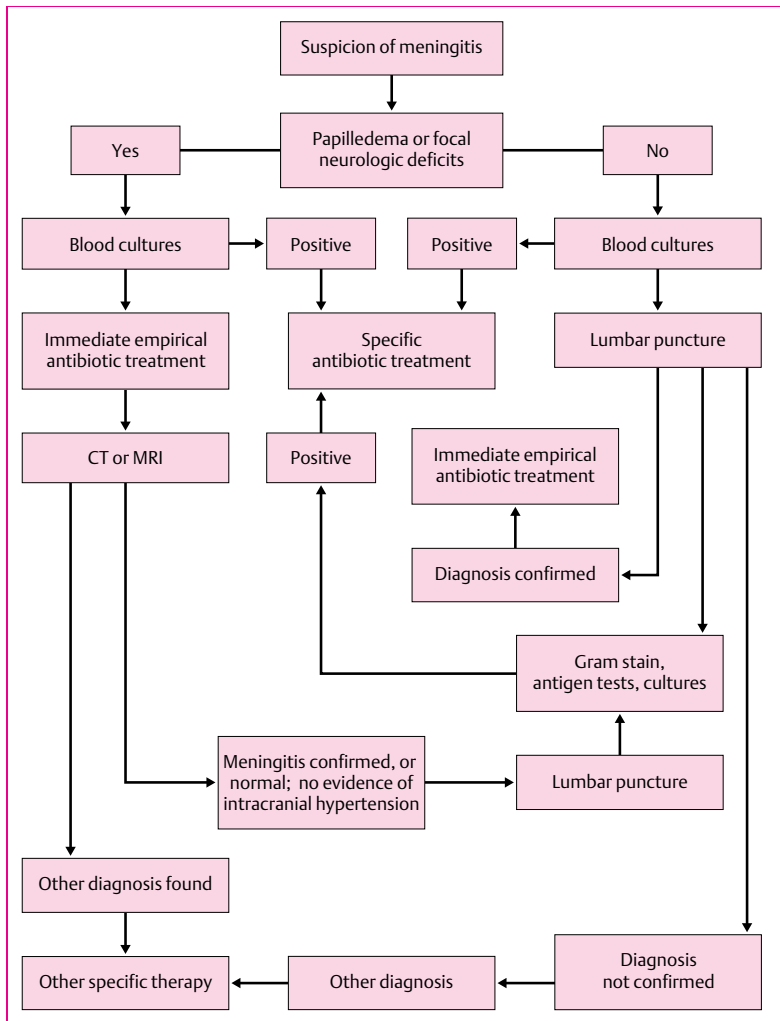 Suspicion of meningitis
Yes
Papilledema or focal
neurologic deficits
No
Blood cultures
Positive
Positive
Blood cultures
Immediate empirical
antibiotic treatment
Specific
antibiotic treatment
Lumbar puncture
CT or MRI
Positive
Immediate empirical
antibiotic treatment
Diagnosis confirmed
Gram stain,
antigen tests, cultures
Meningitis confirmed, or
normal; no evidence of
intracranial hypertension
Lumbar puncture
Other diagnosis found
Other specific therapy
Other diagnosis
Diagnosis
not confirmed